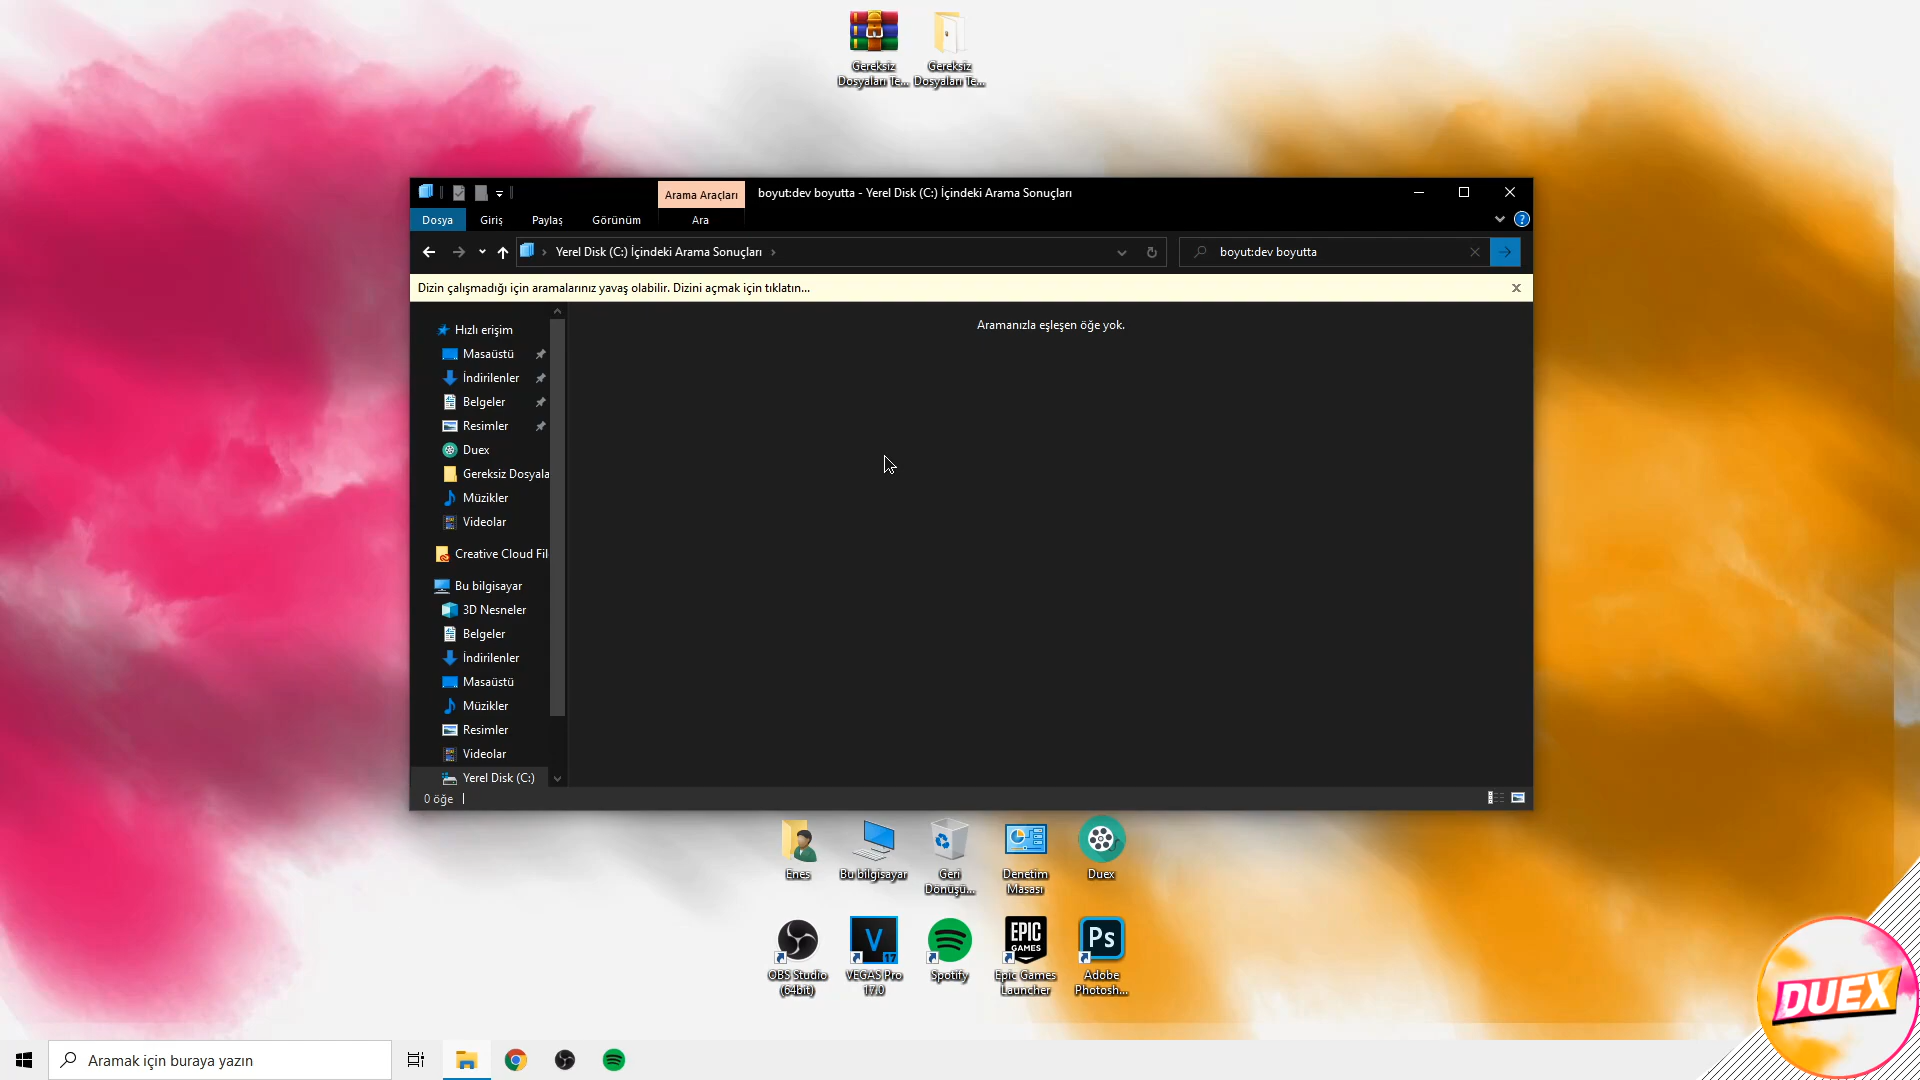 Gereksiz
Dosyaları Te...
Gereksiz
Dosyaları Te...
Arama Araçları
boyut:dev boyutta - Yerel Disk (C:) İçindeki Arama Sonuçları
Dosya
Giriş
Paylaş
Görünüm
Ara
Yerel Disk (C:) İçindeki Arama Sonuçları
boyut:dev boyutta
Dizin çalışmadığı için aramalarınız yavaş olabilir. Dizini açmak için tıklatın...
Aramanızla eşleşen öğe yok.
Hızlı erişim
Masaüstü
İndirilenler
Belgeler
Resimler
Duex
Gereksiz Dosyala
Müzikler
Videolar
Creative Cloud Fil
Bu bilgisayar
3D Nesneler
Belgeler
İndirilenler
Masaüstü
Müzikler
Resimler
Videolar
Yerel Disk (C:)
0 öğe
Enes
Bu bilgisayar
Geri
Dönüşü...
Denetim
Masası
Duex
OBS Studio
(64bit)
V
17
VEGAS Pro
17.0
Spotify
EPIC
GAMES
Epic Games
Launcher
Ps
Adobe
Photosh...
DUEX
Aramak için buraya yazın